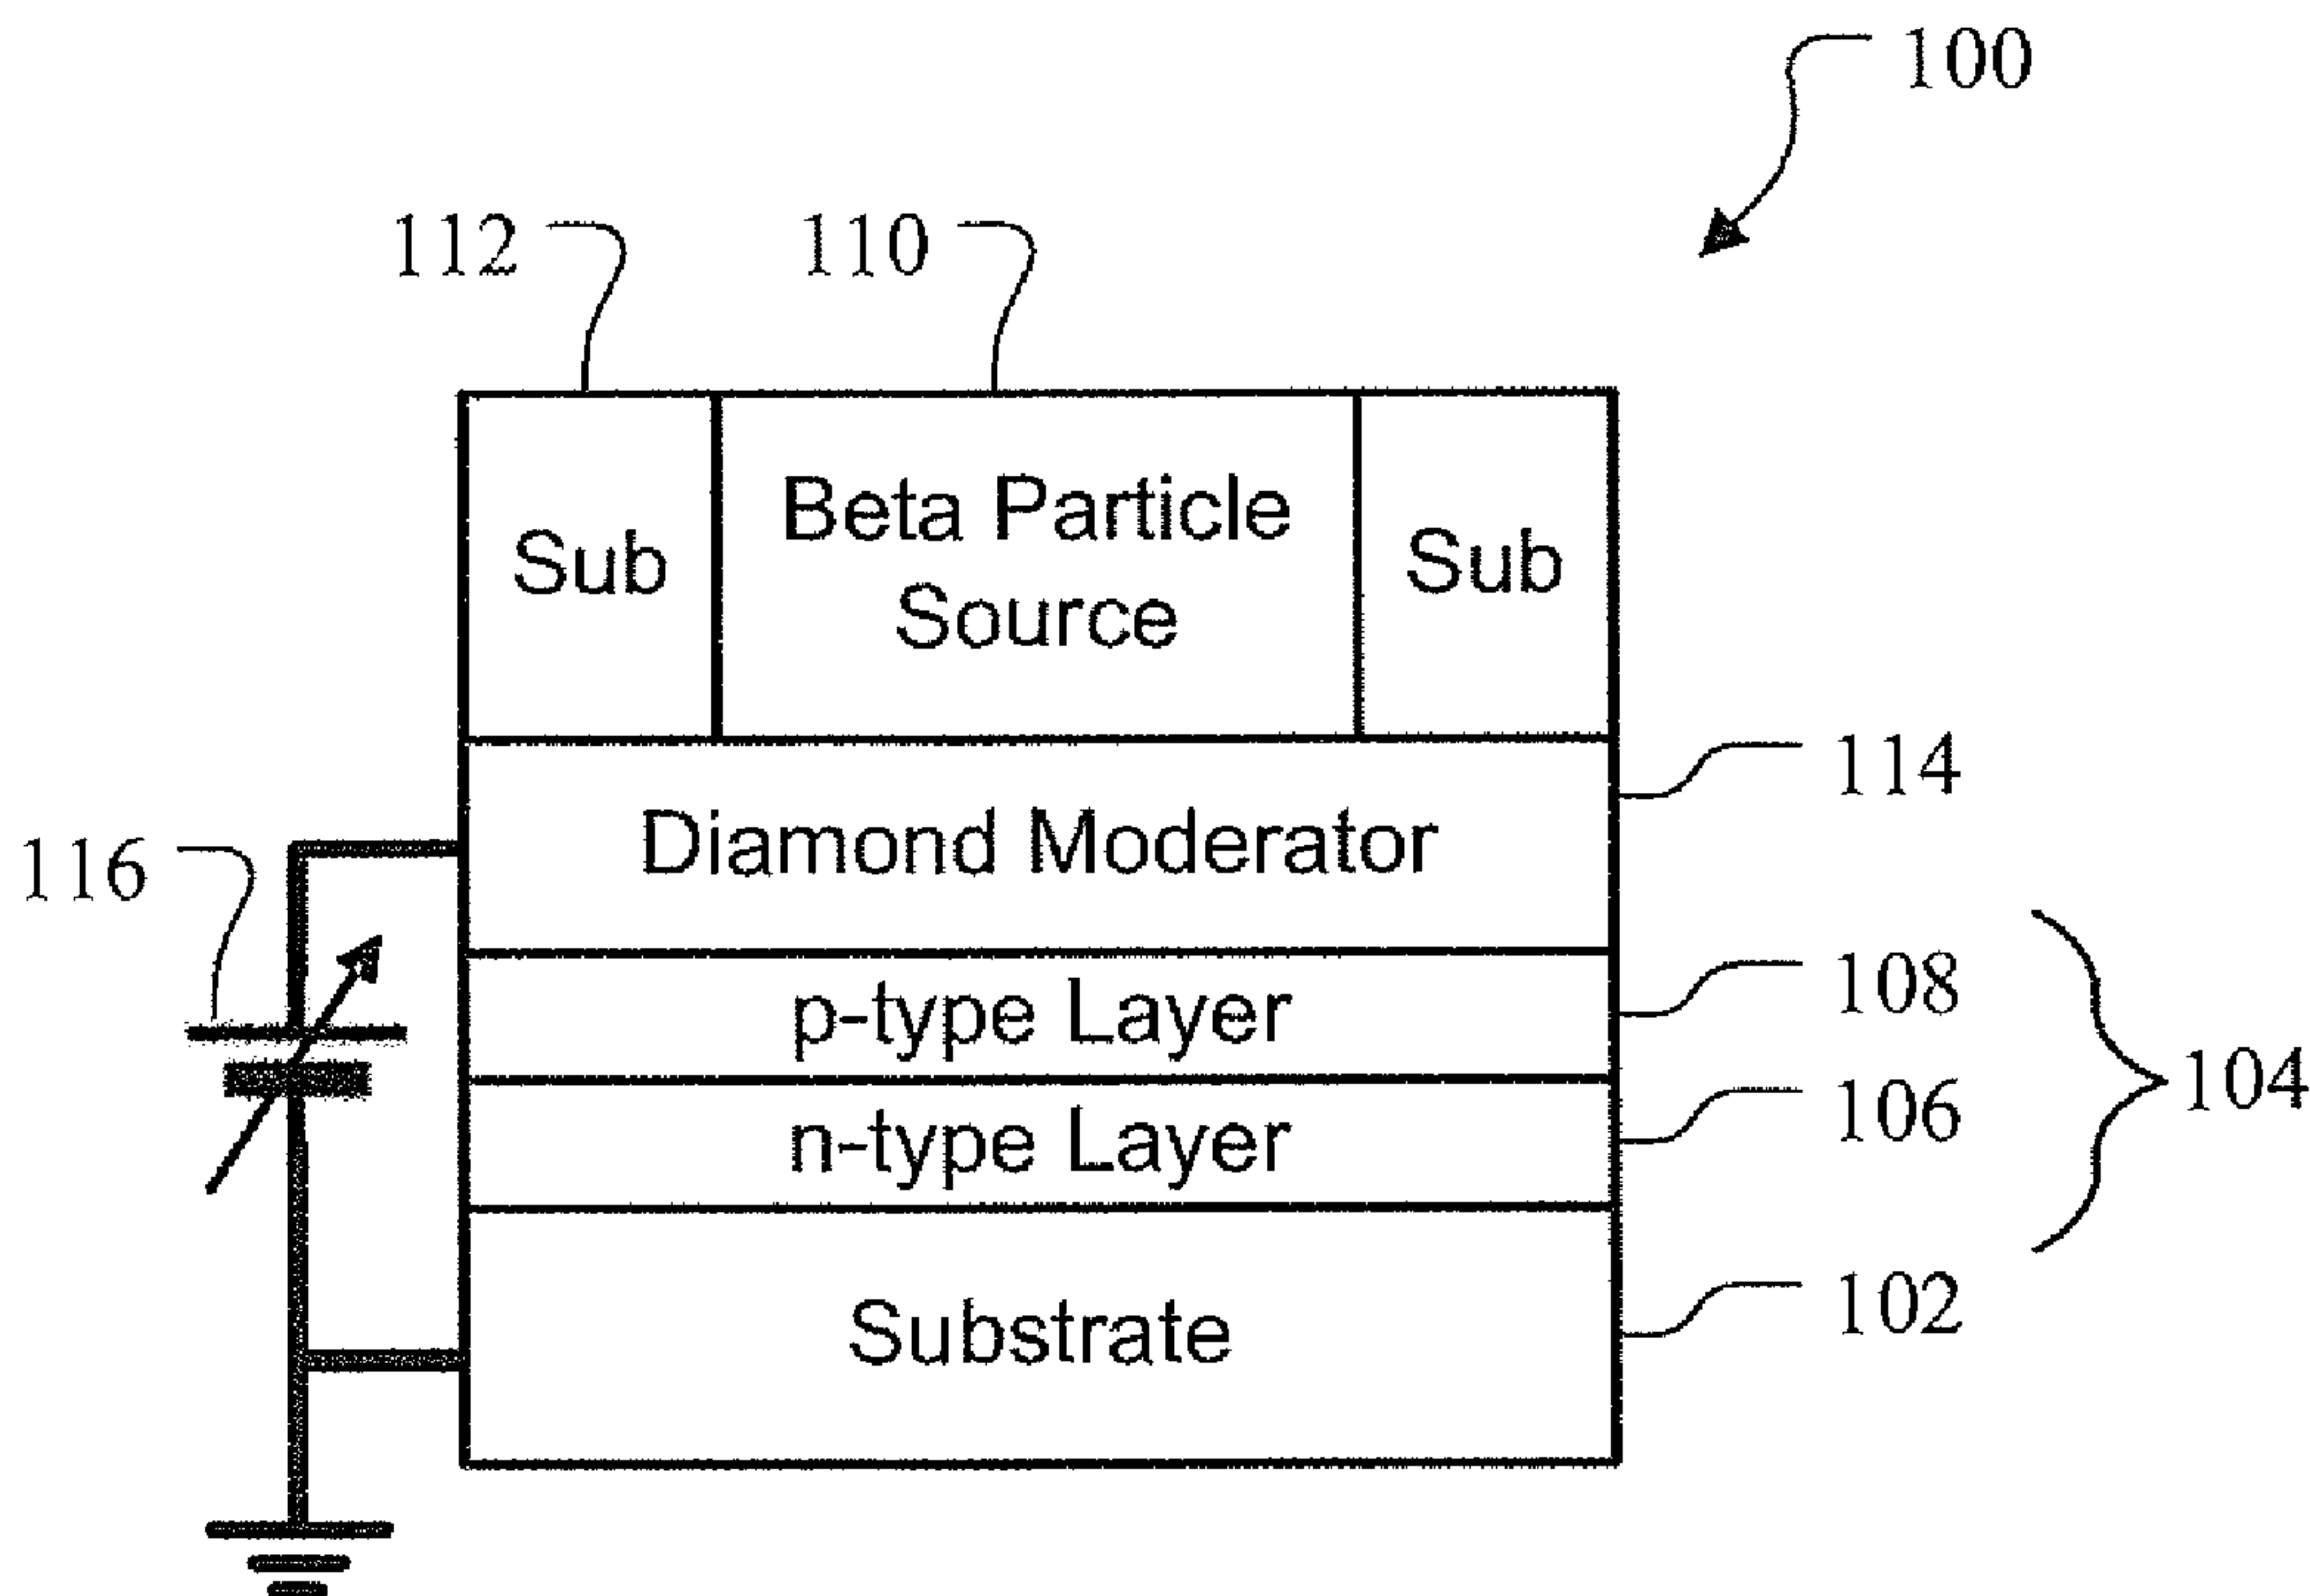 100
112
110
Sub
Beta Particle
Source
Sub
114
Diamond Moderator
116
p-type Layer
108
n-type Layer
106
104
Substrate
102